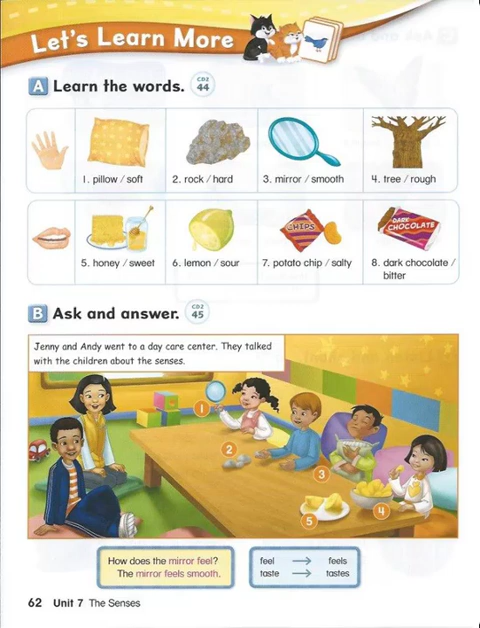 Let's Learn More
A Learn the words. CD2 44
1. pillow / soft
2. rock / hard
3. mirror / smooth
4. tree / rough
5. honey / sweet
6. lemon / sour
CHIPS
7. potato chip / salty
DARK
CHOCOLATE
8. dark chocolate /
bitter
B Ask and answer. CD2 45
Jenny and Andy went to a day care center. They talked
with the children about the senses.
1
2
3
4
5
How does the mirror feel?
The mirror feels smooth.
feel → feels
taste → tastes
62 Unit 7 The Senses